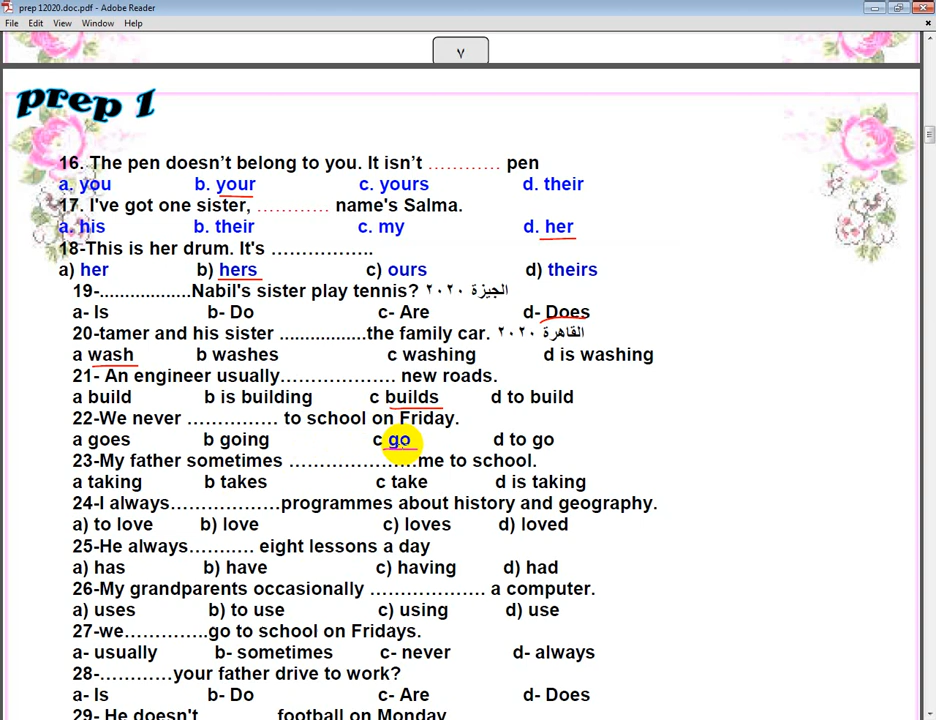 prep 12020.doc.pdf - Adobe Reader
File Edit View Window Help
٧
prep 1
16. The pen doesn't belong to you. It isn't ………… pen
a. you b. your c. yours d. their
17. I've got one sister, ………… name's Salma.
a. his b. their c. my d. her
18-This is her drum. It's ……………..
a) her b) hers c) ours d) theirs
19-..................Nabil's sister play tennis? الجيزة ٢٠٢٠
a- Is b- Do c- Are d- Does
20-tamer and his sister .................the family car. القاهرة ٢٠٢٠
a wash b washes c washing d is washing
21- An engineer usually………………… new roads.
a build b is building c builds d to build
22-We never …………… to school on Friday.
a goes b going c go d to go
23-My father sometimes …………………..me to school.
a taking b takes c take d is taking
24-I always………………programmes about history and geography.
a) to love b) love c) loves d) loved
25-He always……….. eight lessons a day
a) has b) have c) having d) had
26-My grandparents occasionally ………………. a computer.
a) uses b) to use c) using d) use
27-we…………..go to school on Fridays.
a- usually b- sometimes c- never d- always
28-…………your father drive to work?
a- Is b- Do c- Are d- Does
29- He doesn't ________ football on Monday